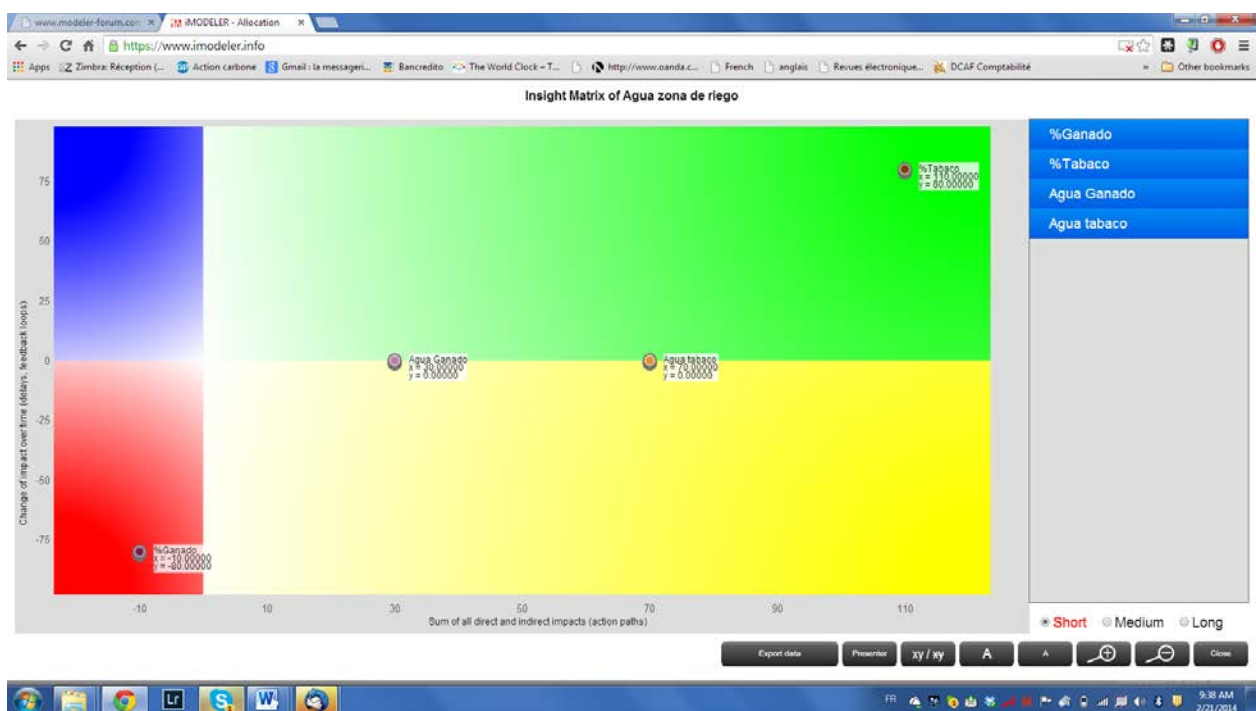 www.modeler-forum.com
iMODELER - Allocation
https://www.imodeler.info
Apps
Zimbra: Réception (...
Action carbone
Gmail : la messageri...
Bancredito
The World Clock – T...
http://www.oanda.c...
French
anglais
Revues électronique...
DCAF Comptabilité
»
Other bookmarks
Insight Matrix of Agua zona de riego
%Ganado
%Tabaco
Agua Ganado
Agua tabaco
Change of impact over time (delays, feedback loops)
75
50
25
0
-25
-50
-75
%Tabaco
x = 110.00000
y = 80.00000
Agua Ganado
x = 30.00000
y = 0.00000
Agua tabaco
x = 70.00000
y = 0.00000
%Ganado
x = -10.00000
y = -80.00000
-10 10 30 50 70 90 110
Sum of all direct and indirect impacts (action paths)
Short Medium Long
Export data Presenter xy / xy A A Close
Lr S W
FR
9:38 AM
2/21/2014